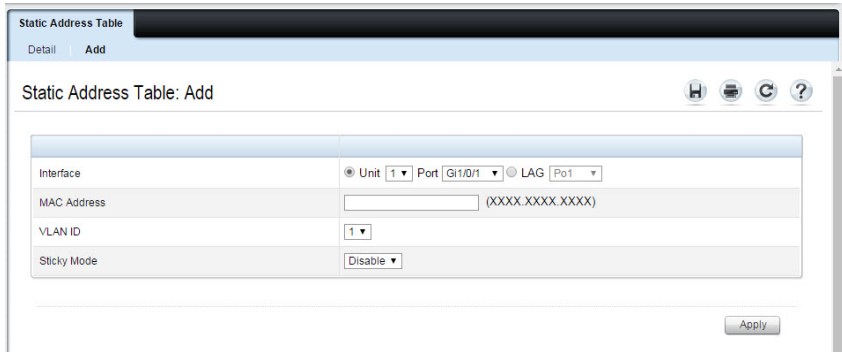 Static Address Table
Detail Add
Static Address Table: Add
Interface Unit 1 Port Gi1/0/1 LAG Po1
MAC Address (XXXX.XXXX.XXXX)
VLAN ID 1
Sticky Mode Disable
Apply